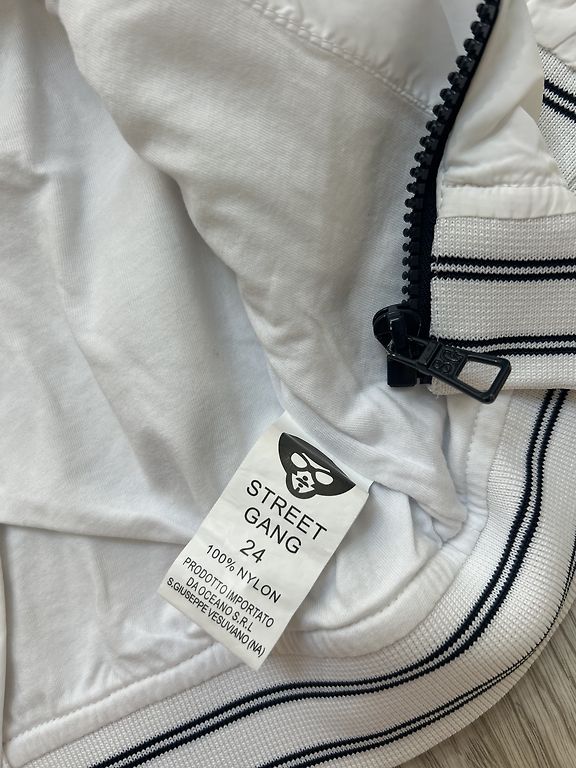 STREET
GANG
24
100% NYLON
PRODOTTO IMPORTATO
DA OCEANO S.R.L
S.GIUSEPPE VESUVIANO (NA)